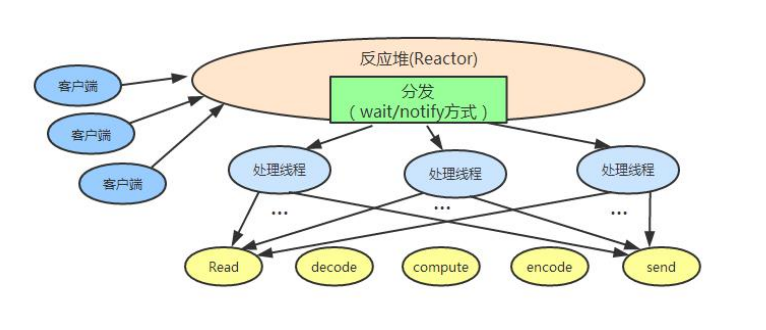 反应堆(Reactor)
分发
（wait/notify方式）
客户端
客户端
客户端
处理线程
处理线程
处理线程
...
...
...
Read
decode
compute
encode
send